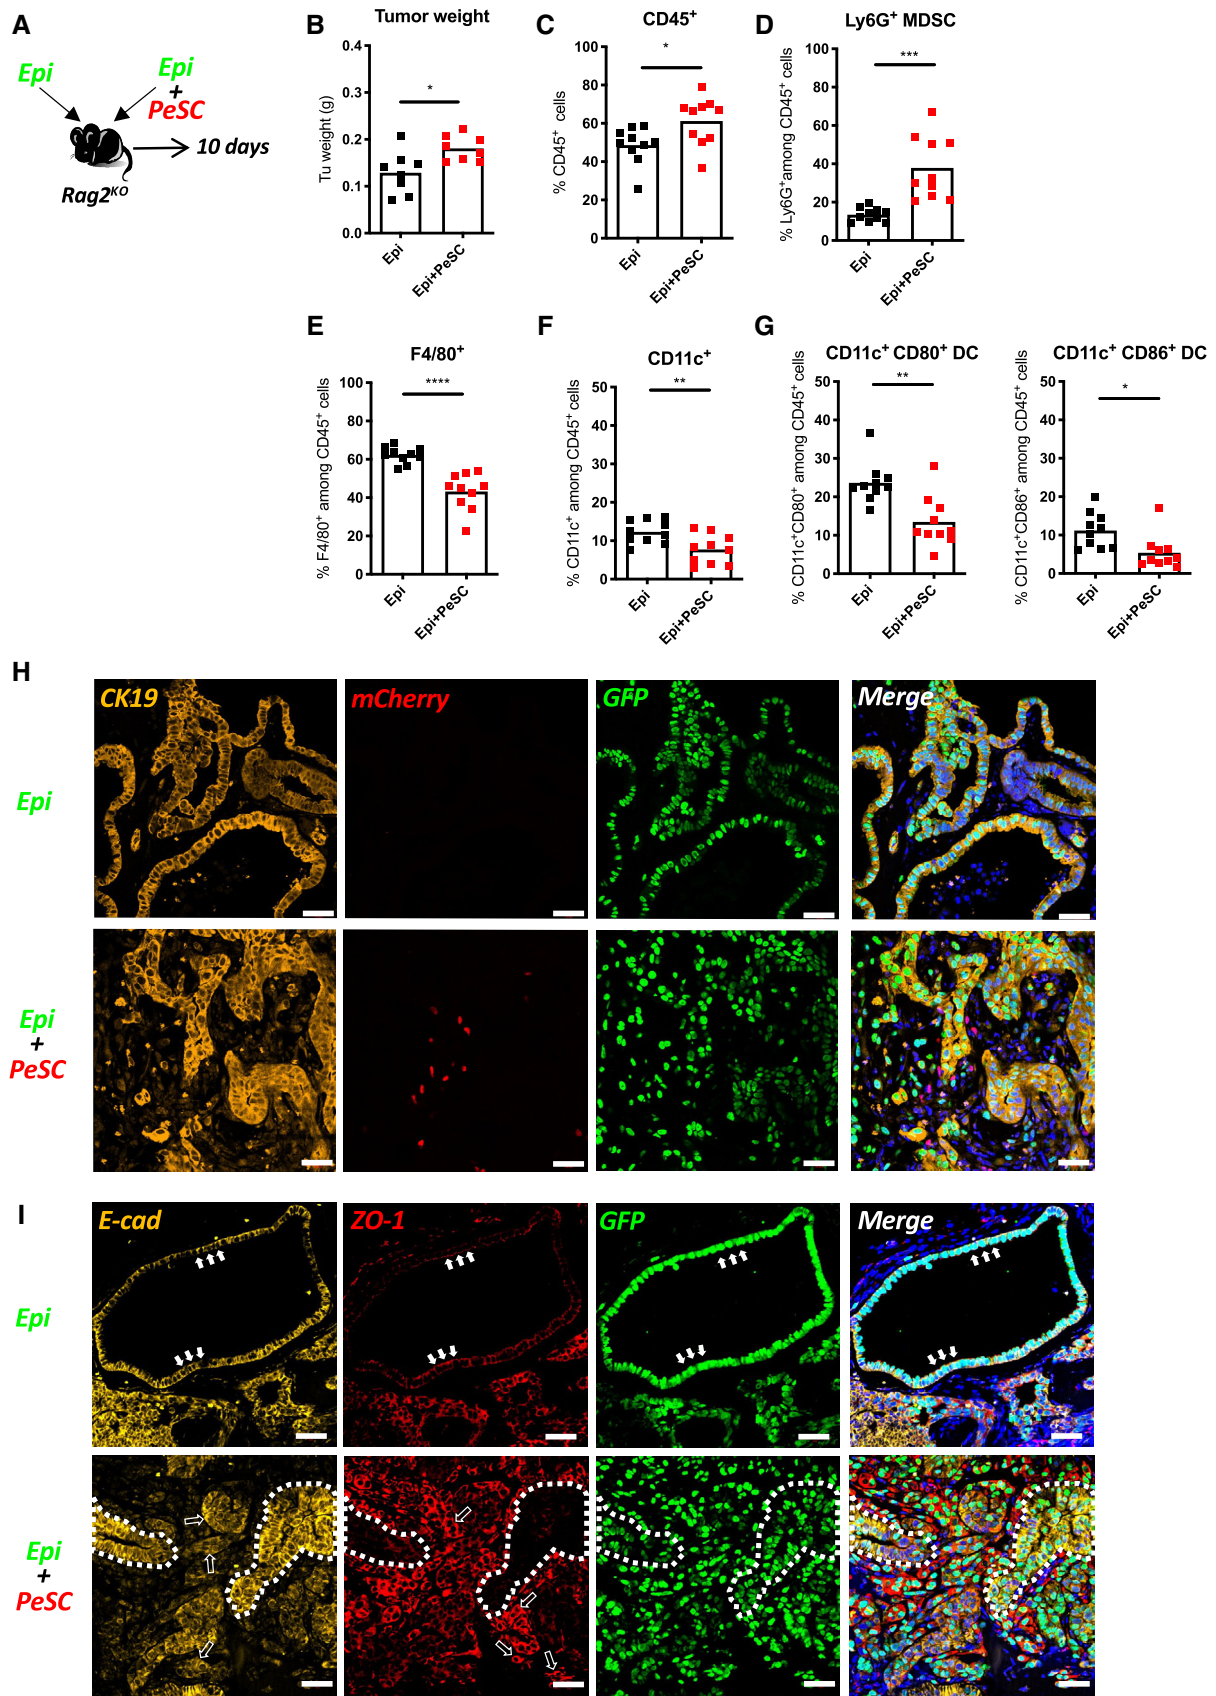 A
Epi
Epi
+
PeSC
10 days
Rag2KO
B
Tumor weight
*
Tu weight (g)
0.4
0.3
0.2
0.1
0.0
Epi
Epi+PeSC
C
CD45+
*
% CD45+ cells
100
80
60
40
20
0
Epi
Epi+PeSC
D
Ly6G+ MDSC
***
% Ly6G+among CD45+ cells
100
80
60
40
20
0
Epi
Epi+PeSC
E
F4/80+
****
% F4/80+ among CD45+ cells
100
80
60
40
20
0
Epi
Epi+PeSC
F
CD11c+
**
% CD11c+ among CD45+ cells
50
40
30
20
10
0
Epi
Epi+PeSC
G
CD11c+ CD80+ DC
**
% CD11c+CD80+ among CD45+ cells
50
40
30
20
10
0
Epi
Epi+PeSC
CD11c+ CD86+ DC
*
% CD11c+CD86+ among CD45+ cells
50
40
30
20
10
0
Epi
Epi+PeSC
H
CK19
mCherry
GFP
Merge
Epi
Epi
+
PeSC
I
E-cad
ZO-1
GFP
Merge
Epi
Epi
+
PeSC